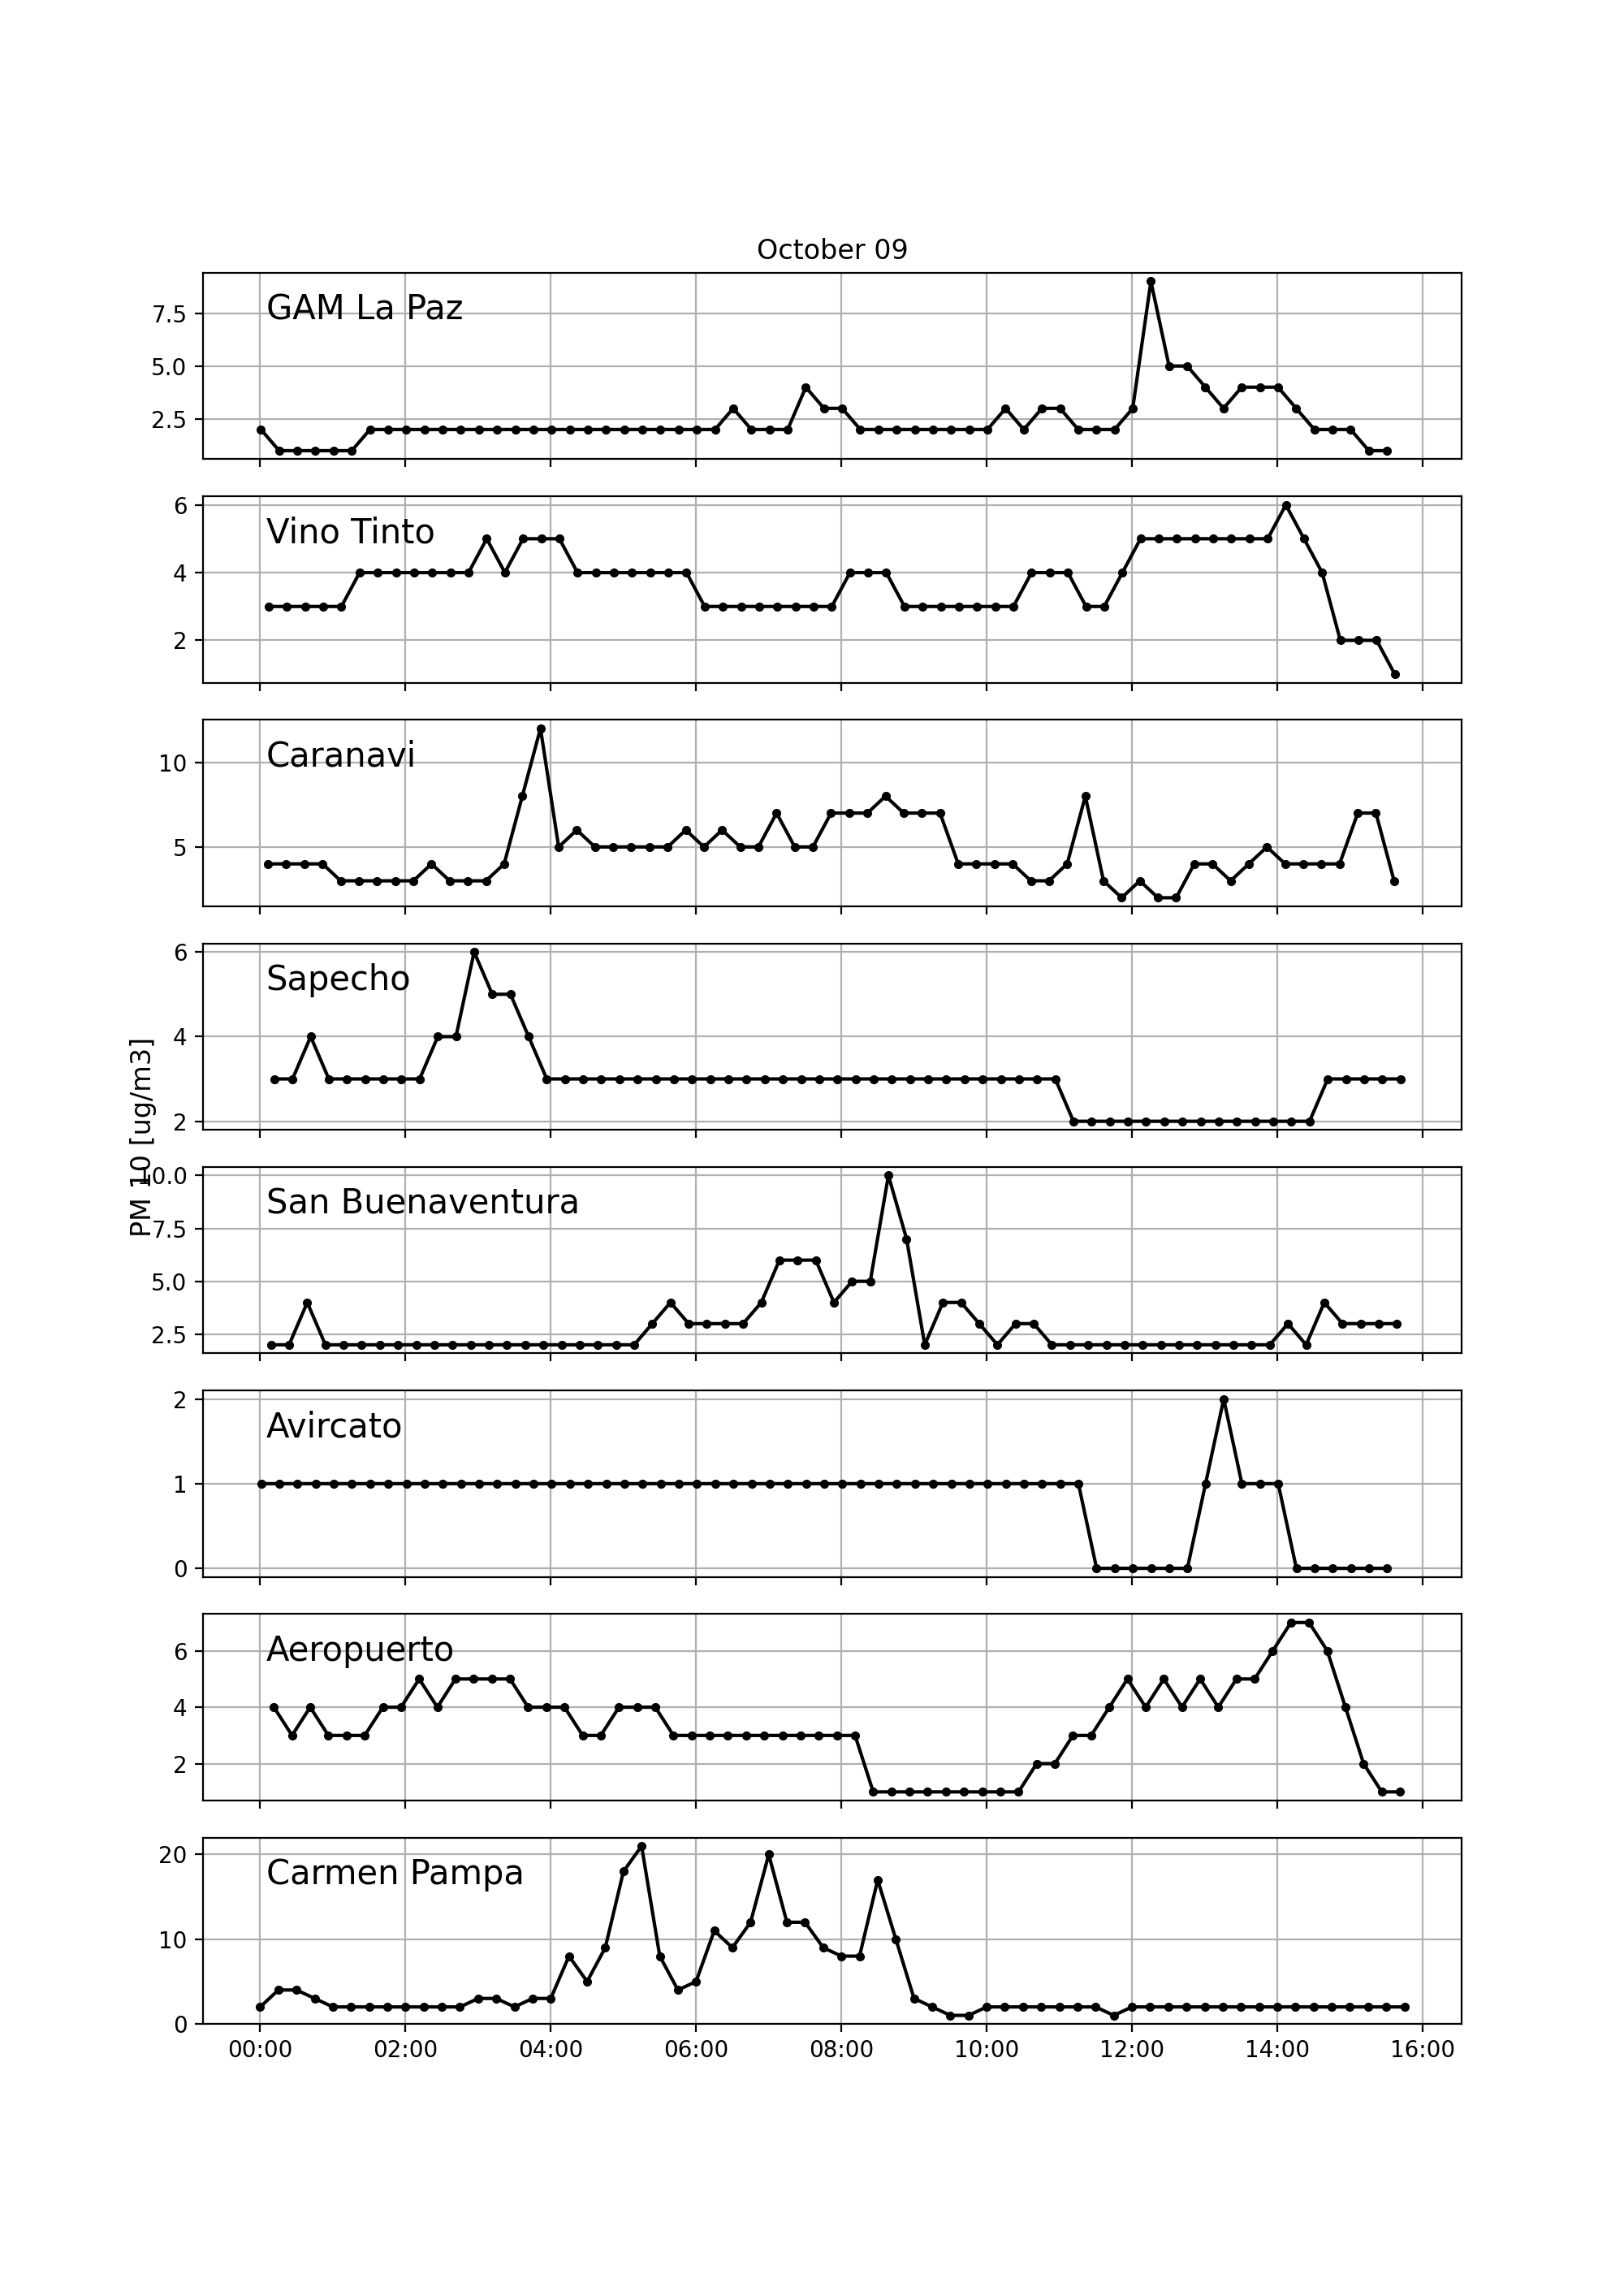 October 09
GAM La Paz
7.5
5.0
2.5
Vino Tinto
6
4
2
Caranavi
10
5
Sapecho
6
4
2
PM 10 [ug/m3]
San Buenaventura
10.0
7.5
5.0
2.5
Avircato
2
1
0
Aeropuerto
6
4
2
Carmen Pampa
20
10
0
00:00 02:00 04:00 06:00 08:00 10:00 12:00 14:00 16:00